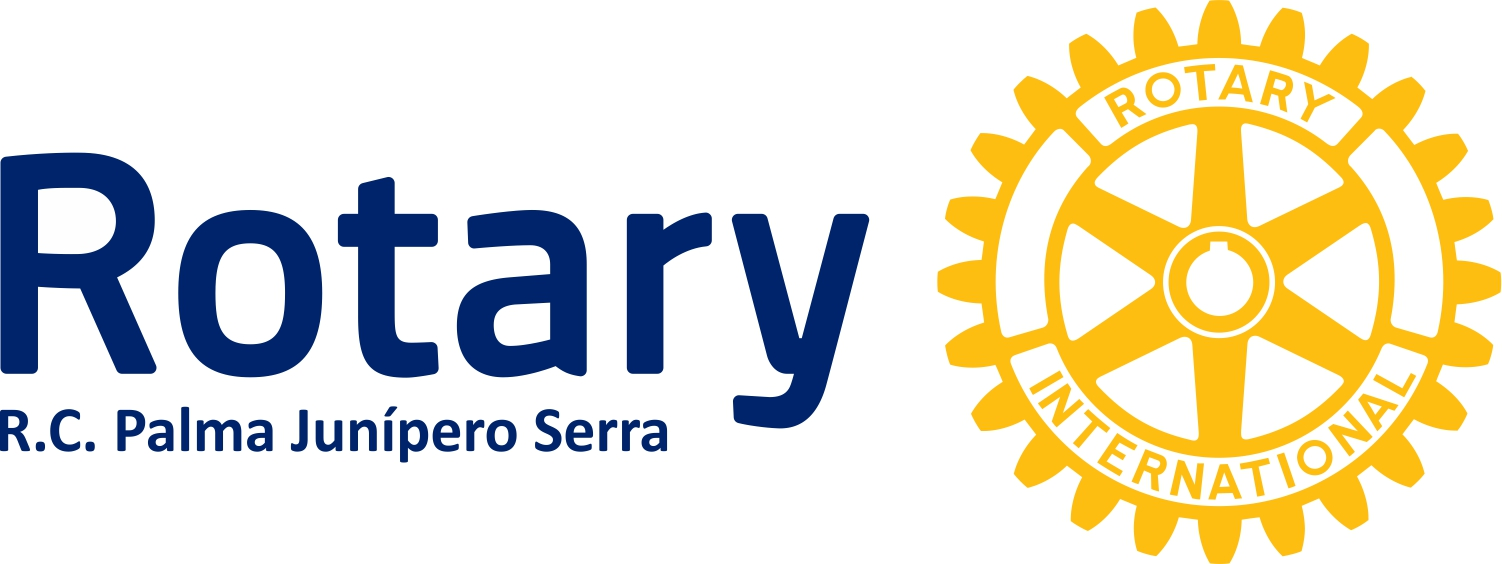 Rotary
R.C. Palma Junípero Serra
ROTARY
INTERNATIONAL